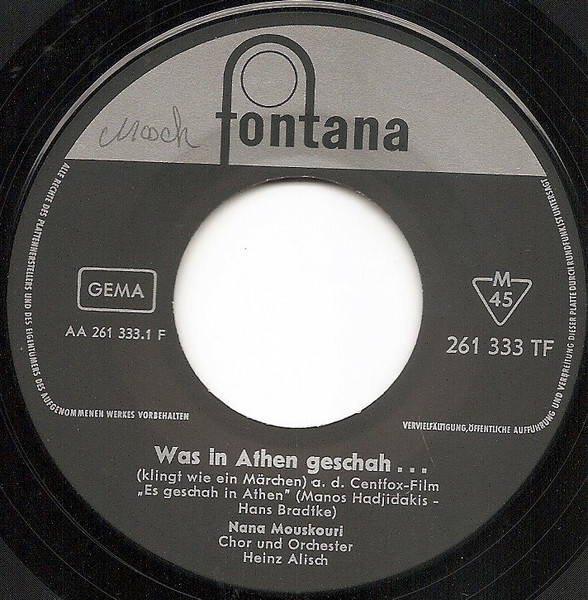 Mosch
fontana
ALLE RECHTE DES PLATTENHERSTELLERS UND DES EIGENTÜMERS DES AUFGENOMMENEN WERKES VORBEHALTEN
VERVIELFÄLTIGUNG, ÖFFENTLICHE AUFFÜHRUNG UND VERBREITUNG DIESER PLATTE DURCH RUNDFUNK IST UNTERSAGT
GEMA
AA 261 333.1 F
M
45
261 333 TF
Was in Athen geschah...
(klingt wie ein Märchen) a. d. Centfox-Film
„Es geschah in Athen" (Manos Hadjidakis -
Hans Bradtke)
Nana Mouskouri
Chor und Orchester
Heinz Alisch